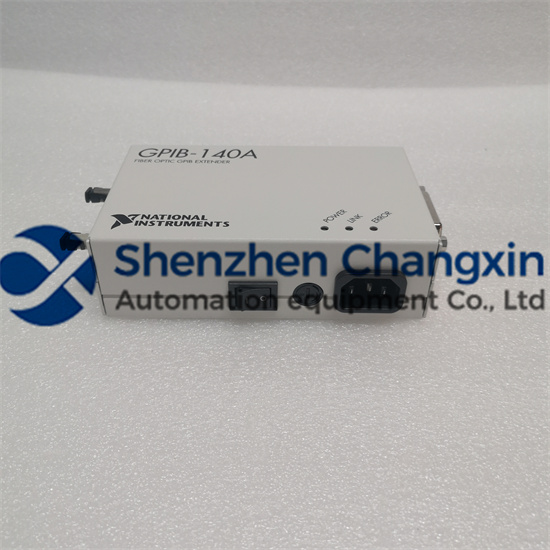 GPIB-140A
FIBER OPTIC GPIB EXTENDER
POWER
LINK
ERROR
NATIONAL
INSTRUMENTS
Shenzhen Changxin
Automation equipment Co., Ltd